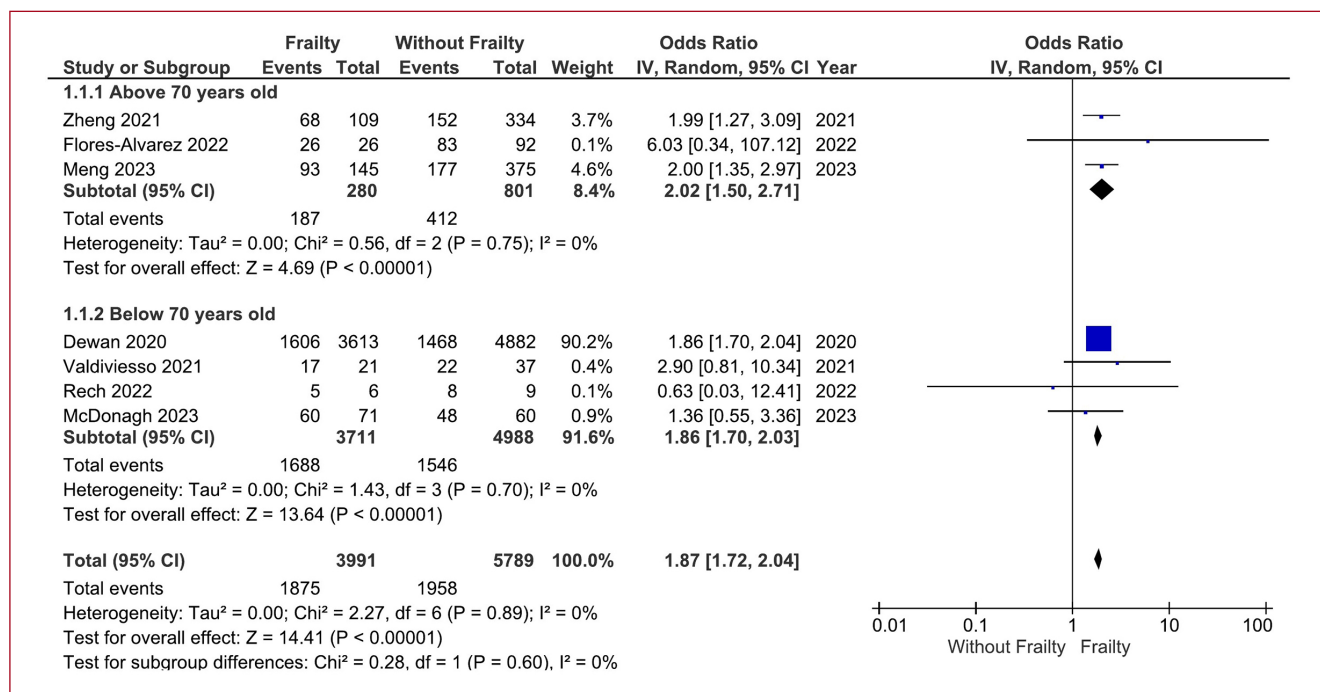 Frailty Without Frailty Odds Ratio Odds Ratio
Study or Subgroup Events Total Events Total Weight IV, Random, 95% CI Year IV, Random, 95% CI
1.1.1 Above 70 years old
Zheng 2021 68 109 152 334 3.7% 1.99 [1.27, 3.09] 2021
Flores-Alvarez 2022 26 26 83 92 0.1% 6.03 [0.34, 107.12] 2022
Meng 2023 93 145 177 375 4.6% 2.00 [1.35, 2.97] 2023
Subtotal (95% CI) 280 801 8.4% 2.02 [1.50, 2.71]
Total events 187 412
Heterogeneity: Tau² = 0.00; Chi² = 0.56, df = 2 (P = 0.75); I² = 0%
Test for overall effect: Z = 4.69 (P < 0.00001)
1.1.2 Below 70 years old
Dewan 2020 1606 3613 1468 4882 90.2% 1.86 [1.70, 2.04] 2020
Valdiviesso 2021 17 21 22 37 0.4% 2.90 [0.81, 10.34] 2021
Rech 2022 5 6 8 9 0.1% 0.63 [0.03, 12.41] 2022
McDonagh 2023 60 71 48 60 0.9% 1.36 [0.55, 3.36] 2023
Subtotal (95% CI) 3711 4988 91.6% 1.86 [1.70, 2.03]
Total events 1688 1546
Heterogeneity: Tau² = 0.00; Chi² = 1.43, df = 3 (P = 0.70); I² = 0%
Test for overall effect: Z = 13.64 (P < 0.00001)
Total (95% CI) 3991 5789 100.0% 1.87 [1.72, 2.04]
Total events 1875 1958
Heterogeneity: Tau² = 0.00; Chi² = 2.27, df = 6 (P = 0.89); I² = 0%
Test for overall effect: Z = 14.41 (P < 0.00001)
Test for subgroup differences: Chi² = 0.28, df = 1 (P = 0.60), I² = 0%
0.01 0.1 1 10 100
Without Frailty Frailty